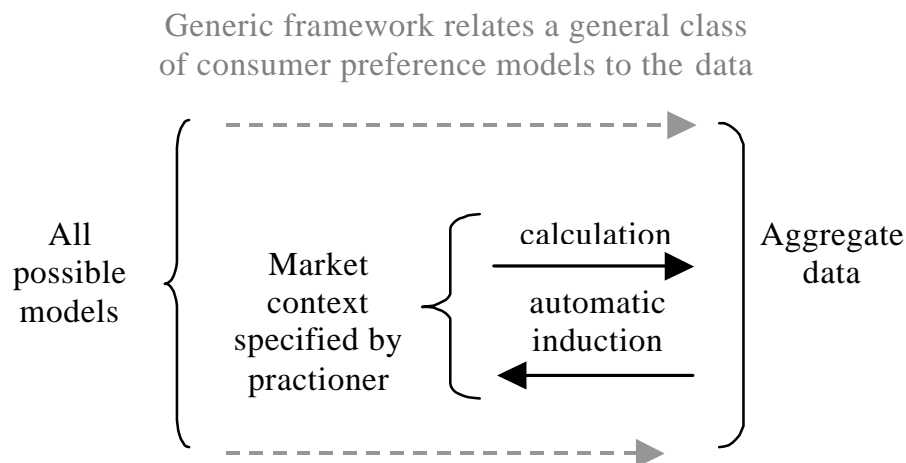 Generic framework relates a general class
of consumer preference models to the data
All
possible
models
Market
context
specified by
practioner
calculation
automatic
induction
Aggregate
data